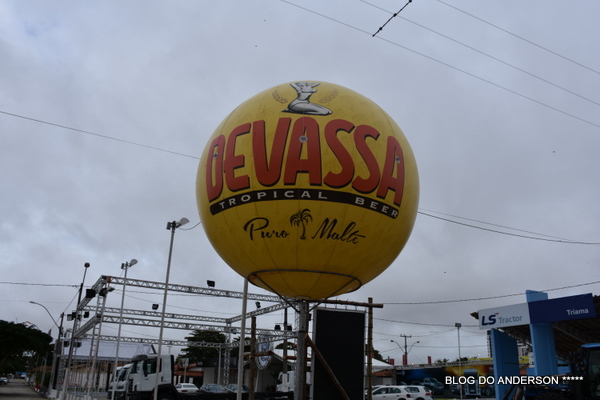 DEVASSA
TROPICAL BEER
Puro Malte
LS Tractor
Triama
BLOG DO ANDERSON *****